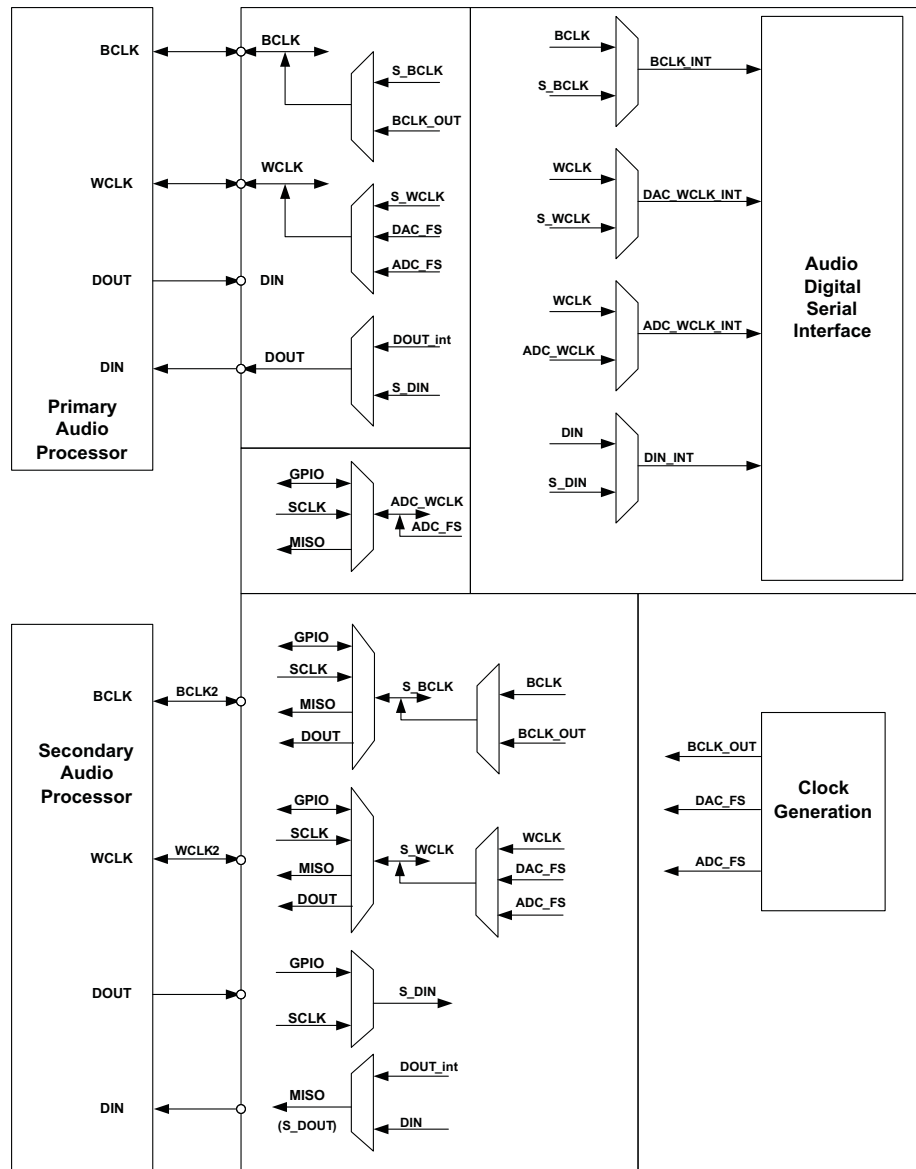 BCLK
BCLK
S_BCLK
BCLK_OUT
WCLK
WCLK
S_WCLK
DAC_FS
ADC_FS
DOUT
DIN
DIN
DOUT
DOUT_int
S_DIN
Primary
Audio
Processor
BCLK
S_BCLK
BCLK_INT
WCLK
S_WCLK
DAC_WCLK_INT
WCLK
ADC_WCLK
ADC_WCLK_INT
DIN
S_DIN
DIN_INT
Audio
Digital
Serial
Interface
GPIO
SCLK
MISO
ADC_WCLK
ADC_FS
BCLK
BCLK2
Secondary
Audio
Processor
WCLK
WCLK2
DOUT
DIN
GPIO
SCLK
MISO
DOUT
S_BCLK
BCLK
BCLK_OUT
GPIO
SCLK
MISO
DOUT
S_WCLK
WCLK
DAC_FS
ADC_FS
GPIO
SCLK
S_DIN
MISO
(S_DOUT)
DOUT_int
DIN
BCLK_OUT
DAC_FS
ADC_FS
Clock
Generation